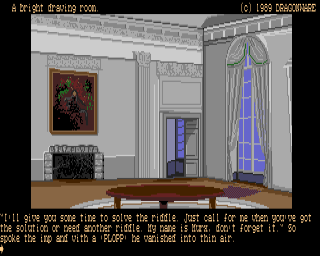 A bright drawing room.
(c) 1989 DRAGONWARE
"I'll give you some time to solve the riddle. Just call for me when you've got
the solution or need another riddle. My name is Murx, don't forget it." So
spoke the imp and with a (PLOPP) he vanished into thin air.